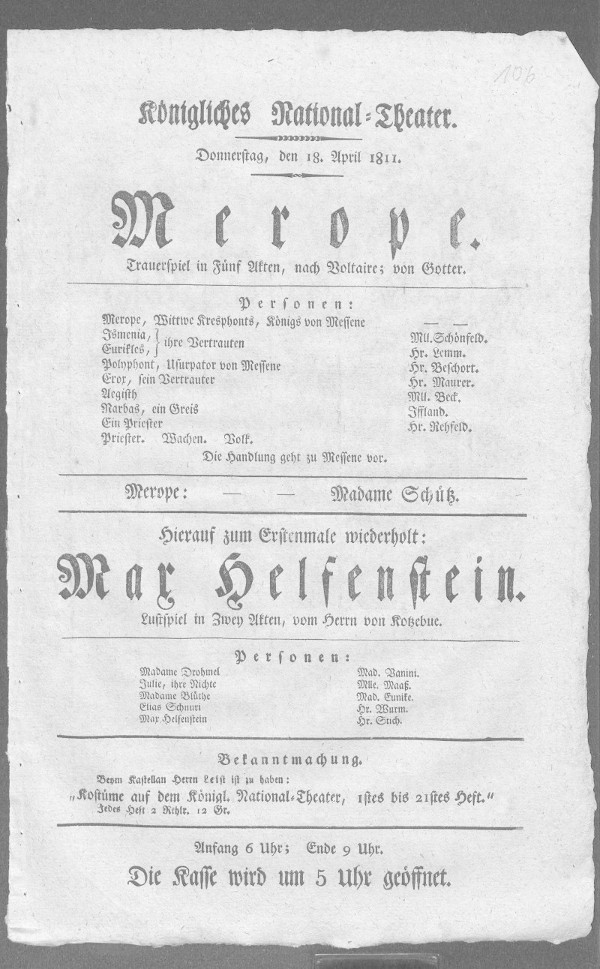 106
Königliches National-Theater.
Donnerstag, den 18. April 1811.
Merope.
Trauerspiel in Fünf Akten, nach Voltaire; von Gotter.
Personen:
Merope, Wittwe Kresphonts, Königs von Messene — —
Ismenia, } ihre Vertrauten Mll. Schönfeld.
Eurikles, } Hr. Lemm.
Polyphont, Usurpator von Messene Hr. Beschort.
Erox, sein Vertrauter Hr. Maurer.
Aegisth Mll. Beck.
Narbas, ein Greis Iffland.
Ein Priester Hr. Rehfeld.
Priester. Wachen. Volk.
Die Handlung geht zu Messene vor.
Merope: — — Madame Schütz.
Hierauf zum Erstenmale wiederholt:
Max Helfenstein.
Lustspiel in Zwey Akten, vom Herrn von Kotzebue.
Personen:
Madame Drohmel Mad. Vanini.
Julie, ihre Nichte Mlle. Maaß.
Madame Blüthe Mad. Eunike.
Elias Schnurr Hr. Wurm.
Max Helfenstein Hr. Stich.
Bekanntmachung.
Beym Kastellan Herrn Leist ist zu haben:
„Kostüme auf dem Königl. National-Theater, 1stes bis 21stes Heft.“
Jedes Heft 2 Rthlr. 12 Gr.
Anfang 6 Uhr; Ende 9 Uhr.
Die Kasse wird um 5 Uhr geöffnet.